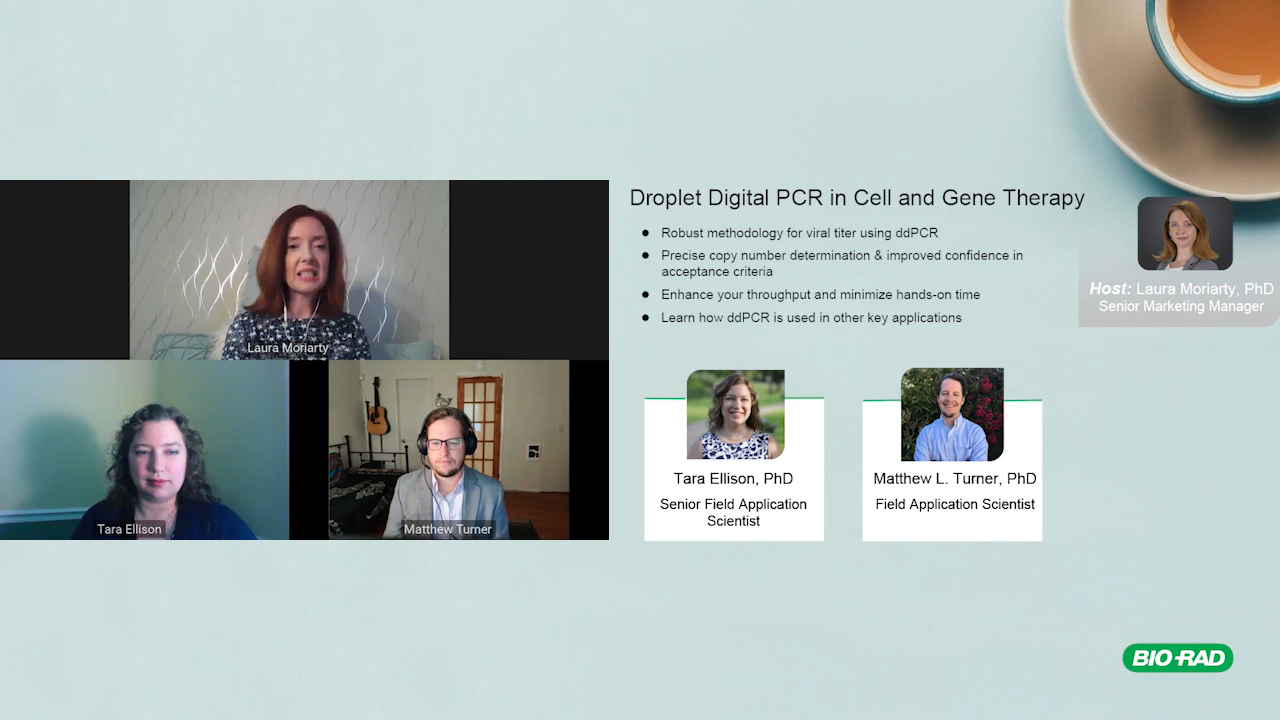 Laura Moriarty
Tara Ellison
Matthew Turner
Droplet Digital PCR in Cell and Gene Therapy
● Robust methodology for viral titer using ddPCR
● Precise copy number determination & improved confidence in
acceptance criteria
● Enhance your throughput and minimize hands-on time
● Learn how ddPCR is used in other key applications
Host: Laura Moriarty, PhD
Senior Marketing Manager
Tara Ellison, PhD
Senior Field Application
Scientist
Matthew L. Turner, PhD
Field Application Scientist
BIO-RAD